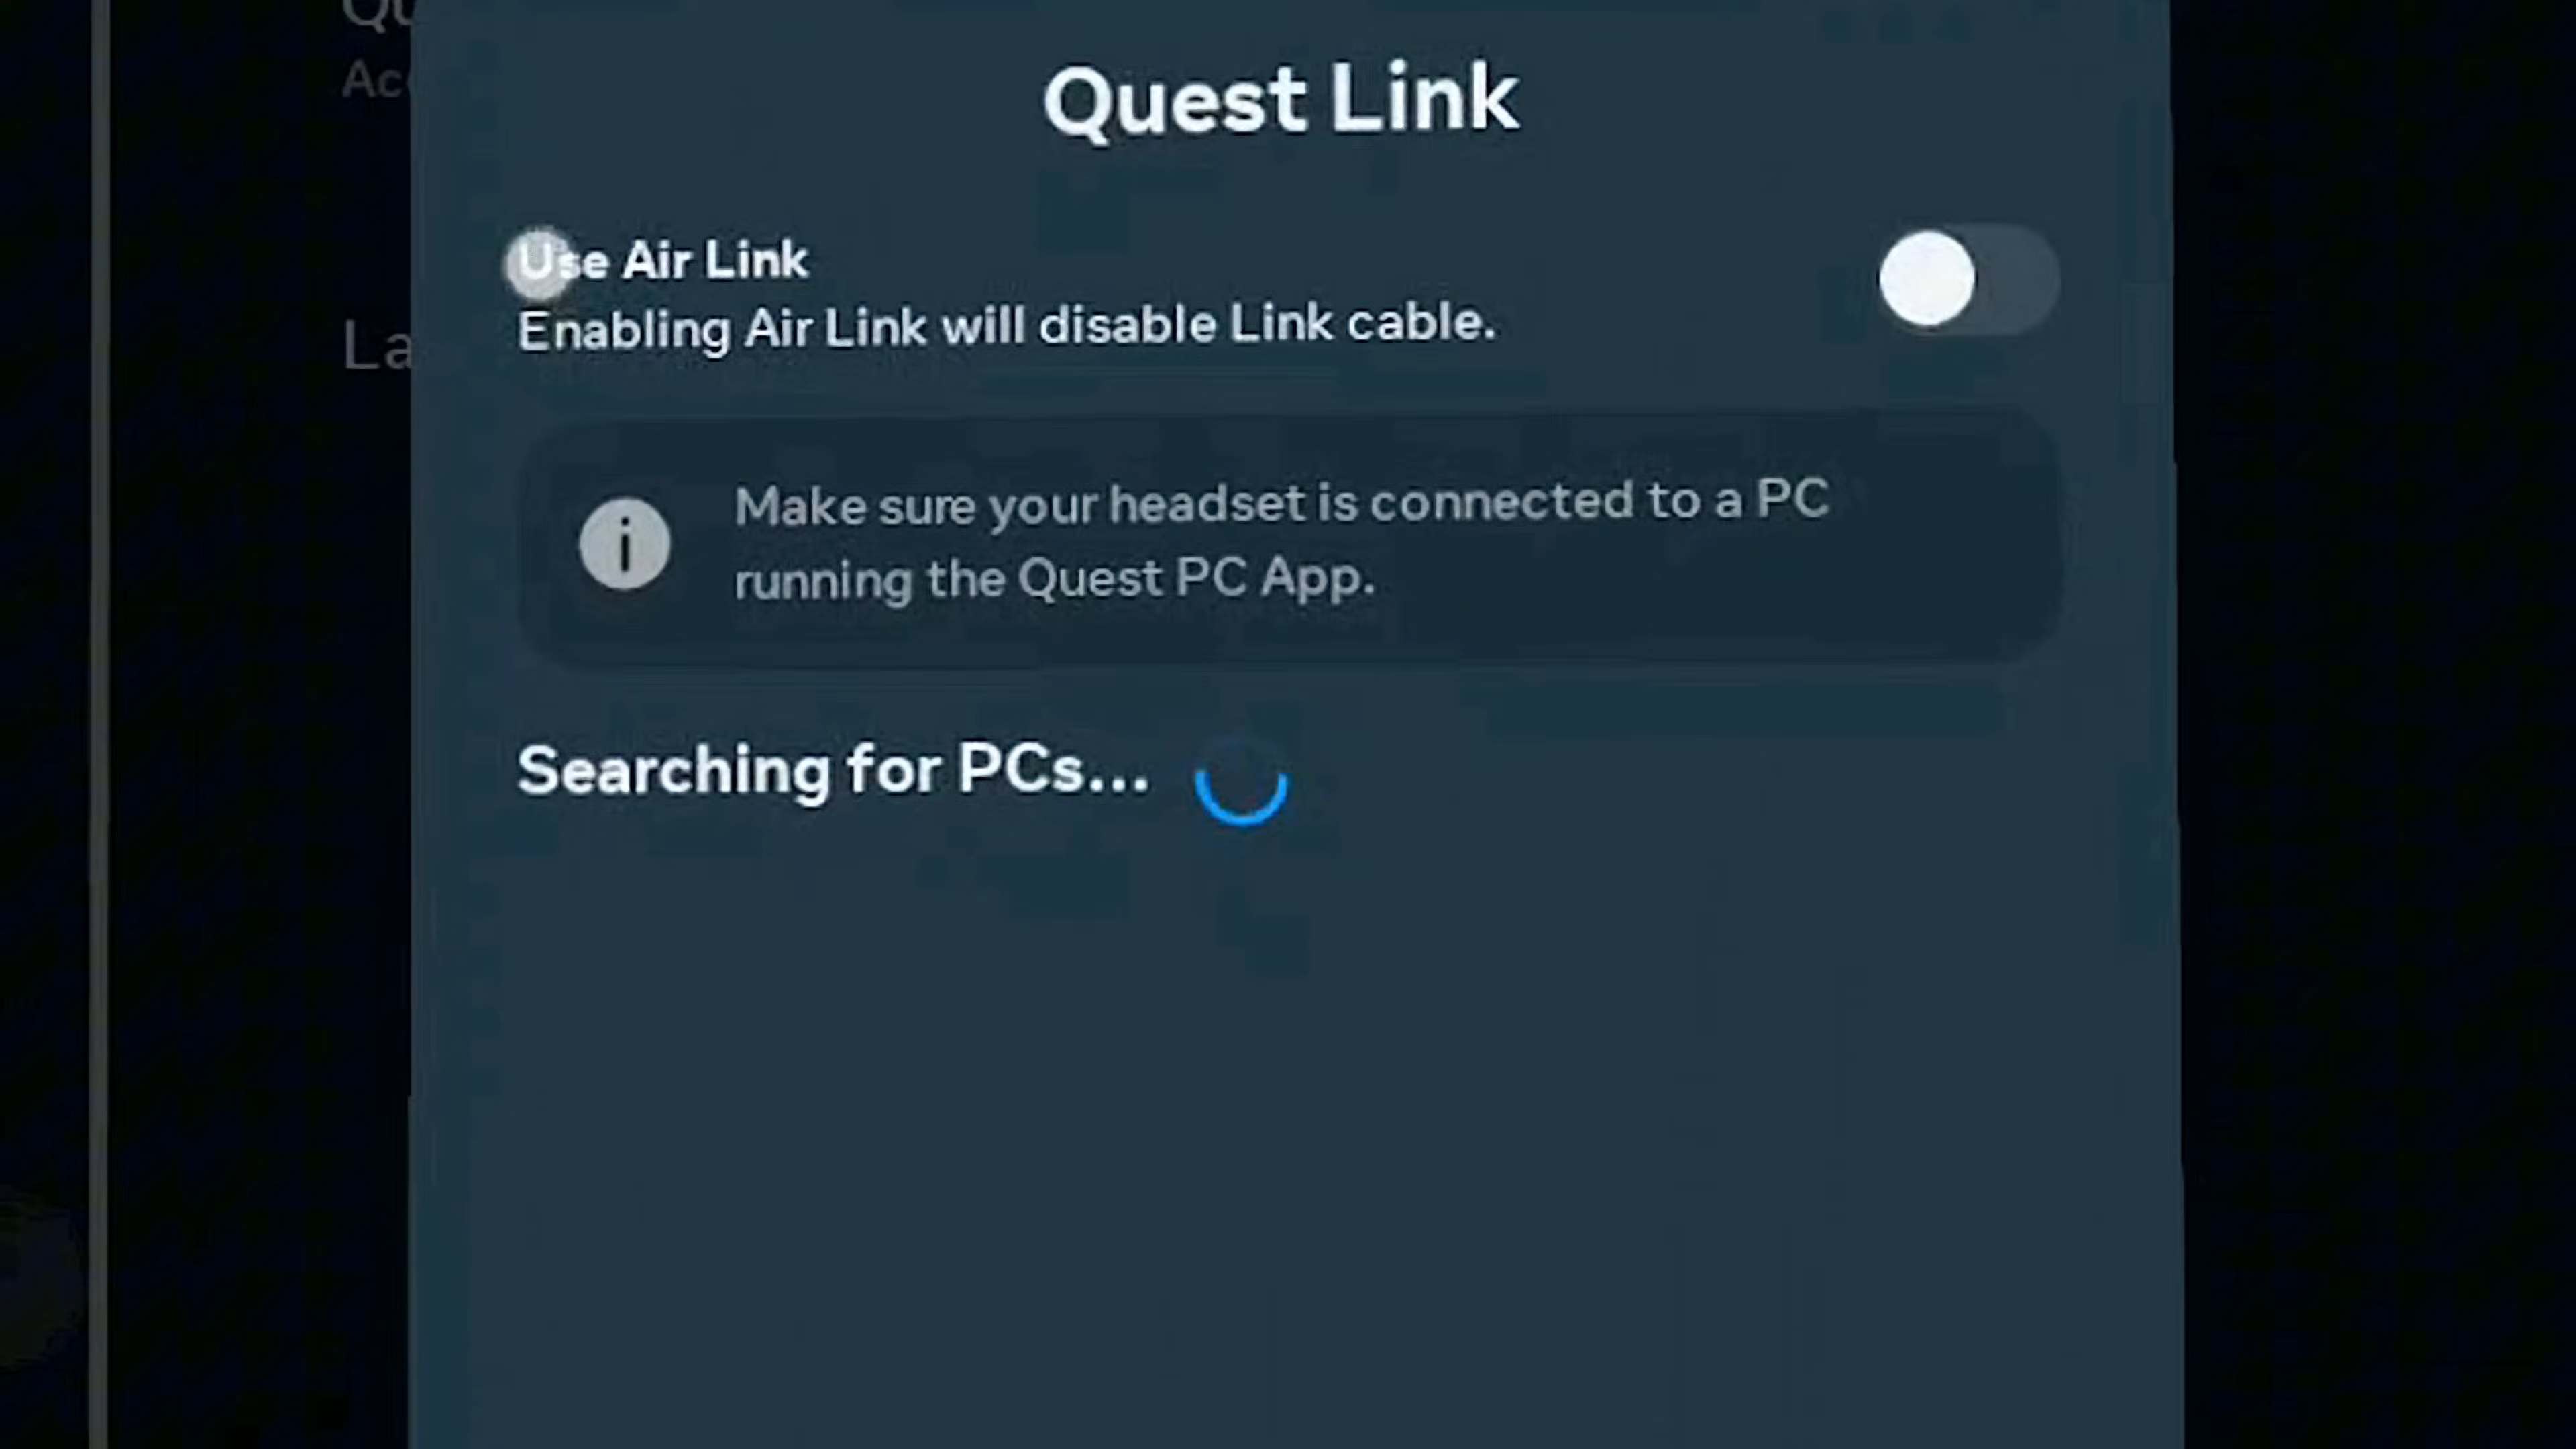 Quest Link
Use Air Link
Enabling Air Link will disable Link cable.
Make sure your headset is connected to a PC
running the Quest PC App.
Searching for PCs...